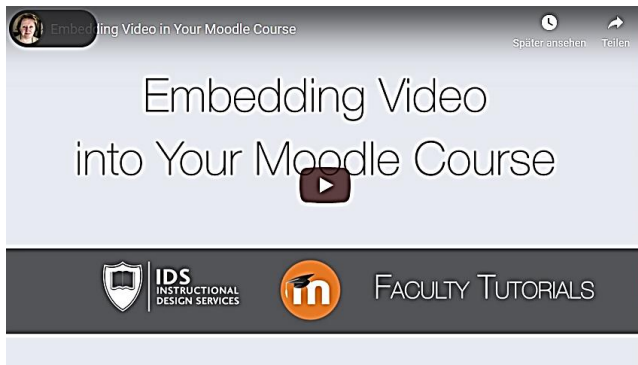 Embedding Video in Your Moodle Course
Später ansehen
Teilen
Embedding Video
into Your Moodle Course
IDS
INSTRUCTIONAL
DESIGN SERVICES
m
FACULTY TUTORIALS